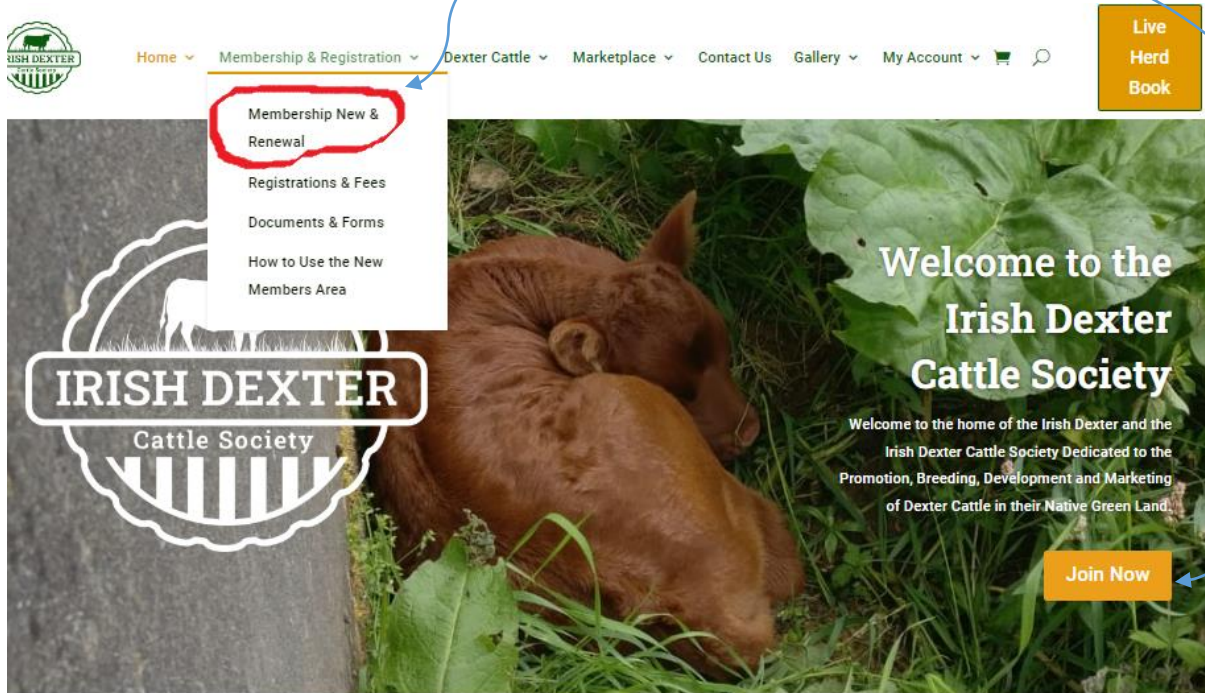 IRISH DEXTER
Cattle Society
Home
Membership & Registration
Dexter Cattle
Marketplace
Contact Us
Gallery
My Account
Live
Herd
Book
Membership New &
Renewal
Registrations & Fees
Documents & Forms
How to Use the New
Members Area
IRISH DEXTER
Cattle Society
Welcome to the
Irish Dexter
Cattle Society
Welcome to the home of the Irish Dexter and the
Irish Dexter Cattle Society Dedicated to the
Promotion, Breeding, Development and Marketing
of Dexter Cattle in their Native Green Land.
Join Now